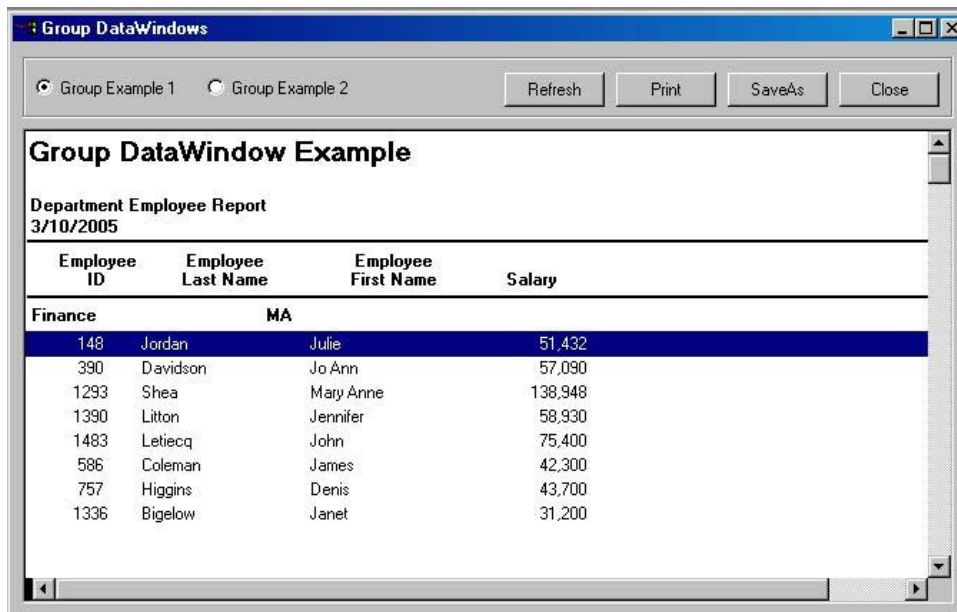 Group DataWindows
Group Example 1 Group Example 2 Refresh Print SaveAs Close
Group DataWindow Example
Department Employee Report
3/10/2005
Employee Employee Employee
ID Last Name First Name Salary
Finance MA
148 Jordan Julie 51,432
390 Davidson Jo Ann 57,090
1293 Shea Mary Anne 138,948
1390 Litton Jennifer 58,930
1483 Letiecq John 75,400
586 Coleman James 42,300
757 Higgins Denis 43,700
1336 Bigelow Janet 31,200